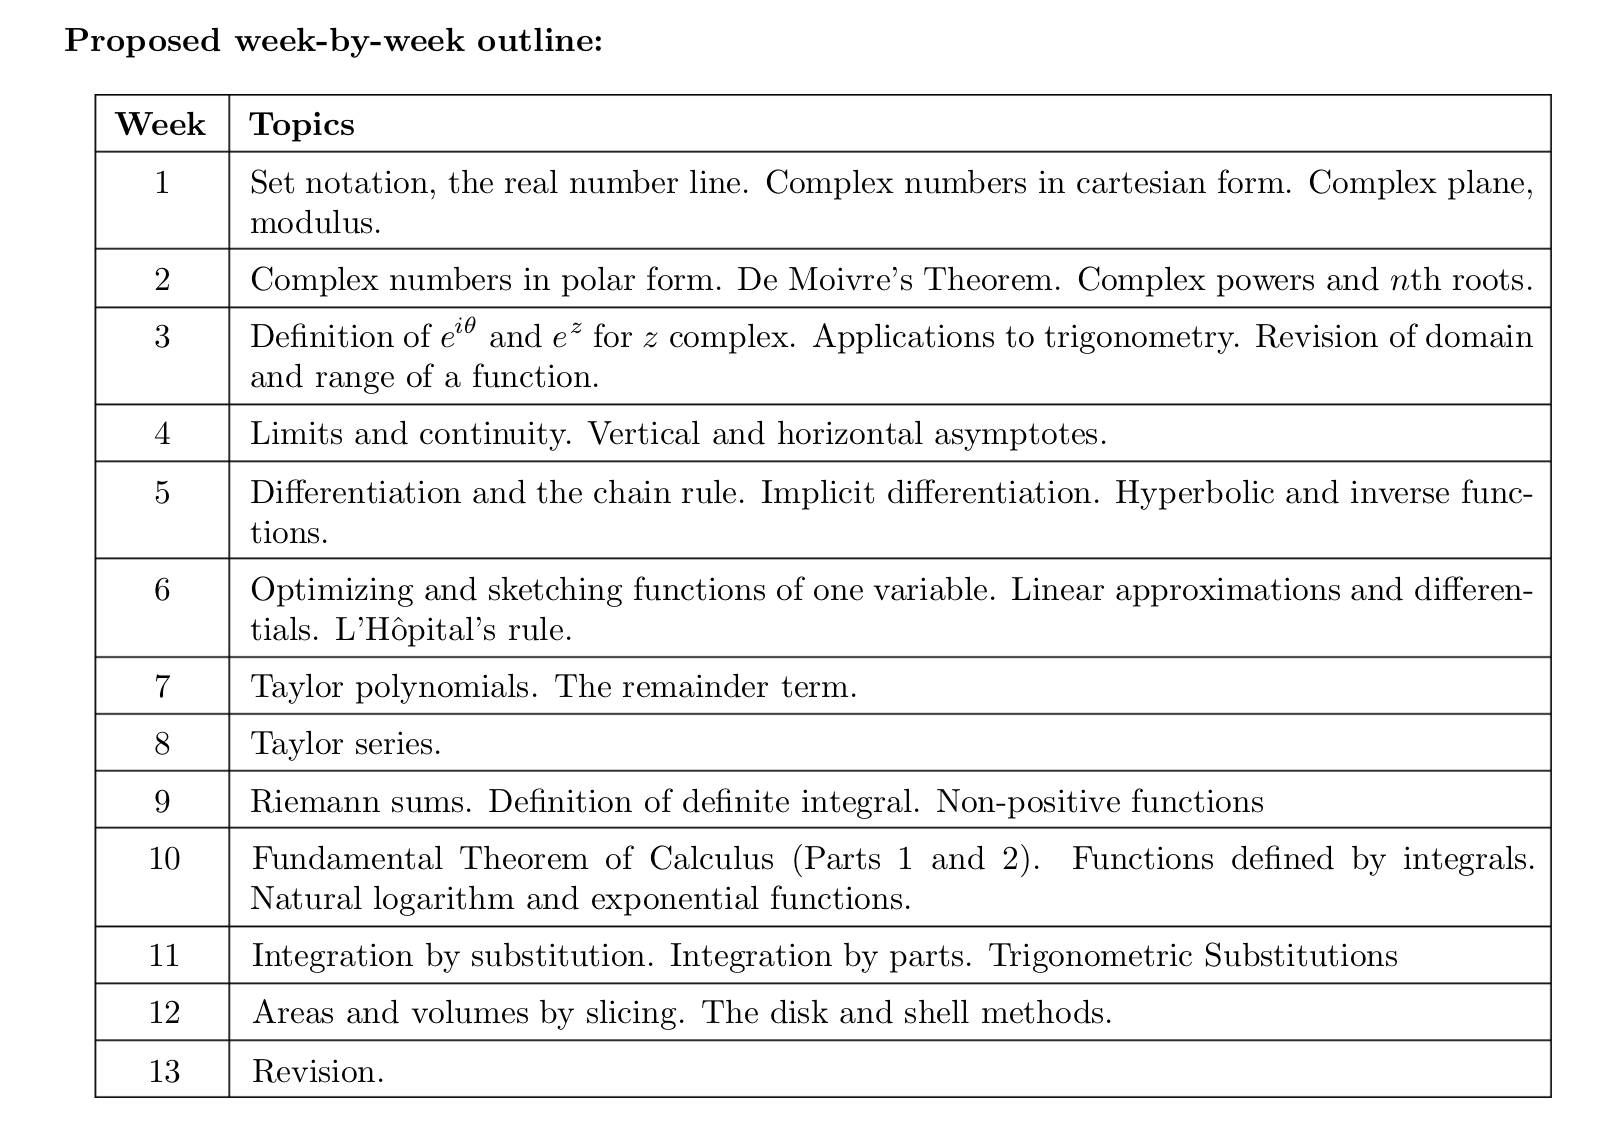 Proposed week-by-week outline:
Week Topics
1 Set notation, the real number line. Complex numbers in cartesian form. Complex plane,
modulus.
2 Complex numbers in polar form. De Moivre's Theorem. Complex powers and nth roots.
3 Definition of e^{iθ} and e^z for z complex. Applications to trigonometry. Revision of domain
and range of a function.
4 Limits and continuity. Vertical and horizontal asymptotes.
5 Differentiation and the chain rule. Implicit differentiation. Hyperbolic and inverse func-
tions.
6 Optimizing and sketching functions of one variable. Linear approximations and differen-
tials. L'Hôpital's rule.
7 Taylor polynomials. The remainder term.
8 Taylor series.
9 Riemann sums. Definition of definite integral. Non-positive functions
10 Fundamental Theorem of Calculus (Parts 1 and 2). Functions defined by integrals.
Natural logarithm and exponential functions.
11 Integration by substitution. Integration by parts. Trigonometric Substitutions
12 Areas and volumes by slicing. The disk and shell methods.
13 Revision.